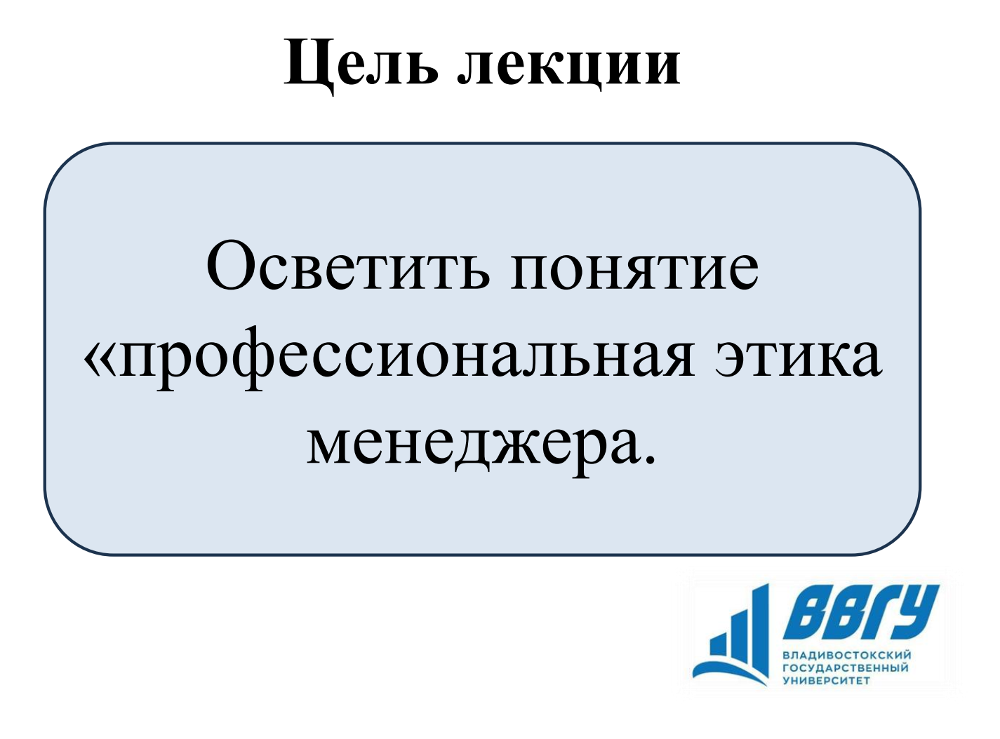 Цель лекции
Осветить понятие
«профессиональная этика
менеджера.
ВВГУ
ВЛАДИВОСТОКСКИЙ
ГОСУДАРСТВЕННЫЙ
УНИВЕРСИТЕТ